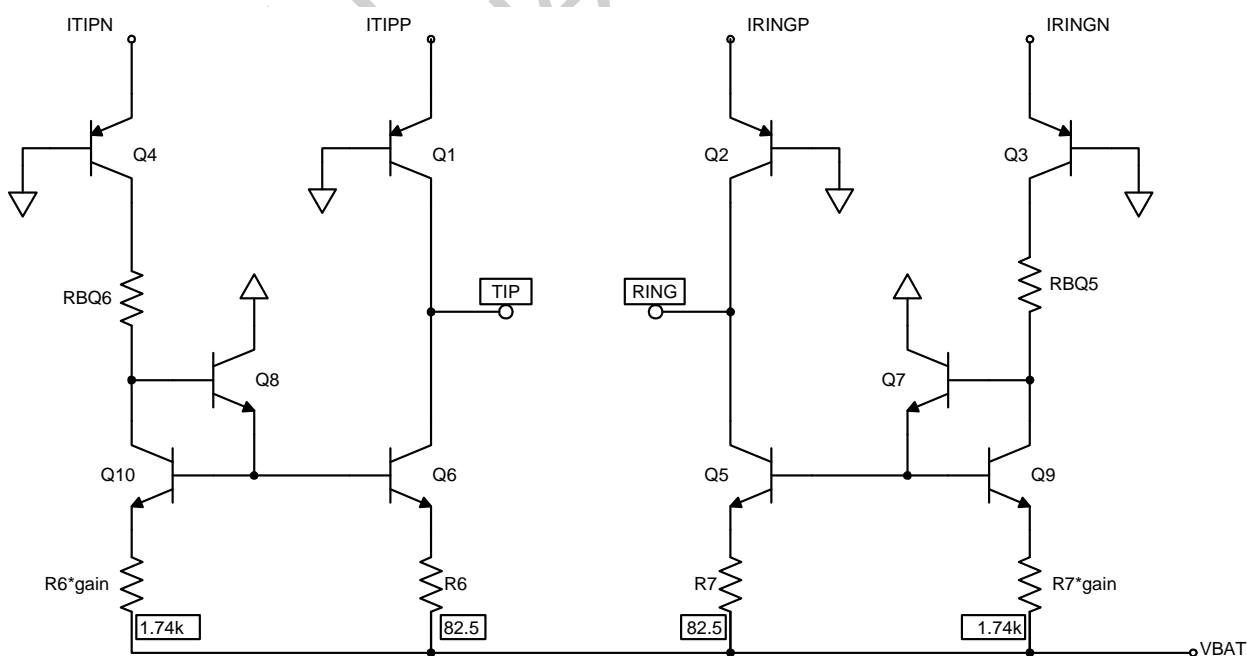 ITIPN
ITIPP
IRINGP
IRINGN
Q4
Q1
Q2
Q3
RBQ6
TIP
RING
RBQ5
Q8
Q7
Q10
Q6
Q5
Q9
R6*gain
R6
R7
R7*gain
1.74k
82.5
82.5
1.74k
VBAT